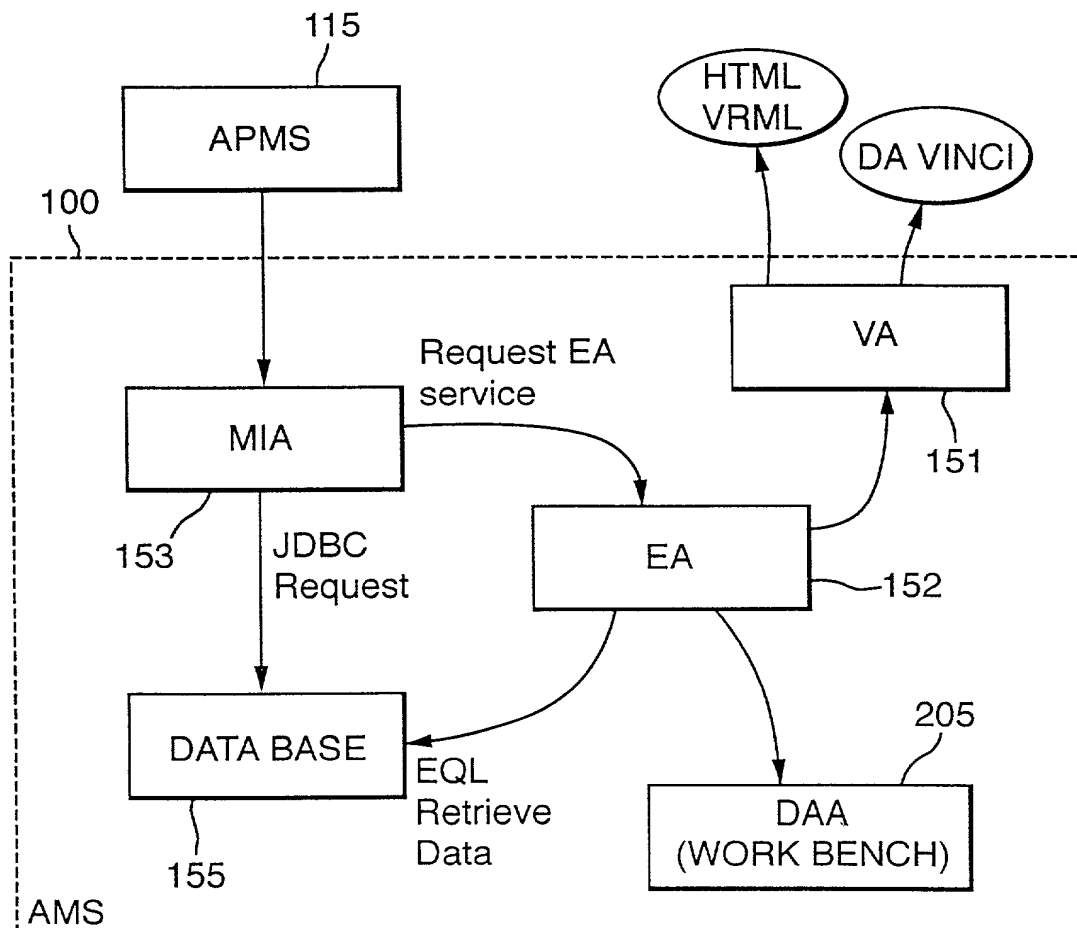 115
APMS
HTML
VRML
DA VINCI
100
VA
151
Request EA
service
MIA
153
JDBC
Request
EA
152
DATA BASE
155
EQL
Retrieve
Data
205
DAA
(WORK BENCH)
AMS